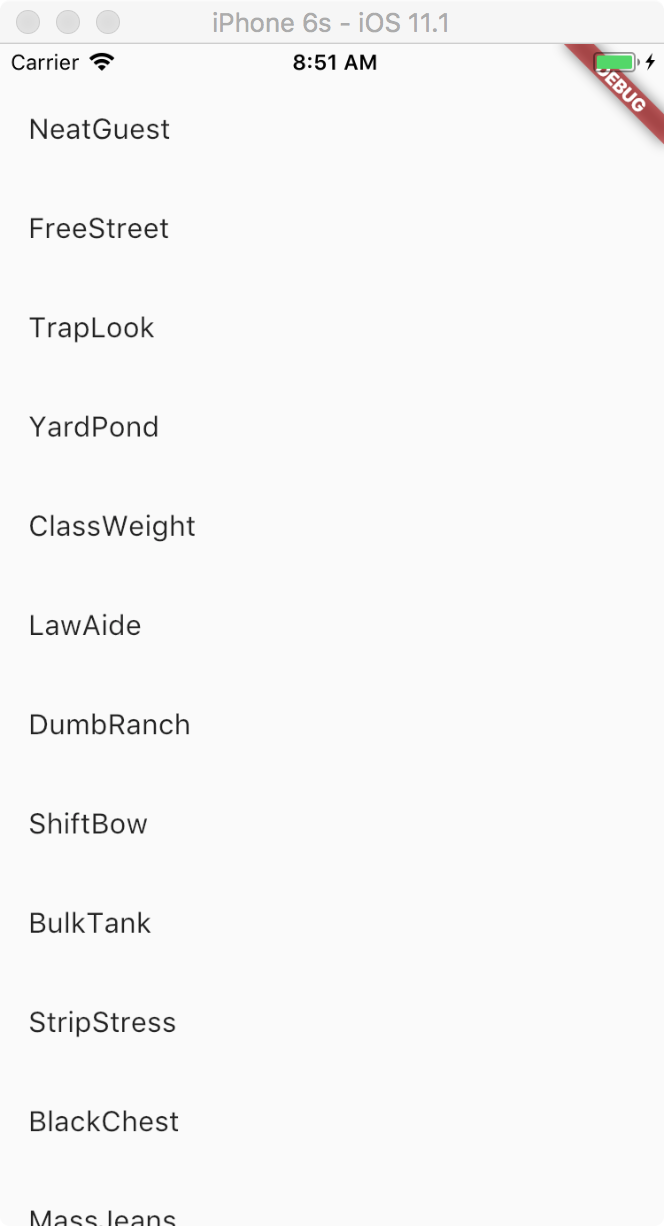 iPhone 6s - iOS 11.1
Carrier 8:51 AM
DEBUG
NeatGuest
FreeStreet
TrapLook
YardPond
ClassWeight
LawAide
DumbRanch
ShiftBow
BulkTank
StripStress
BlackChest
MassJeans